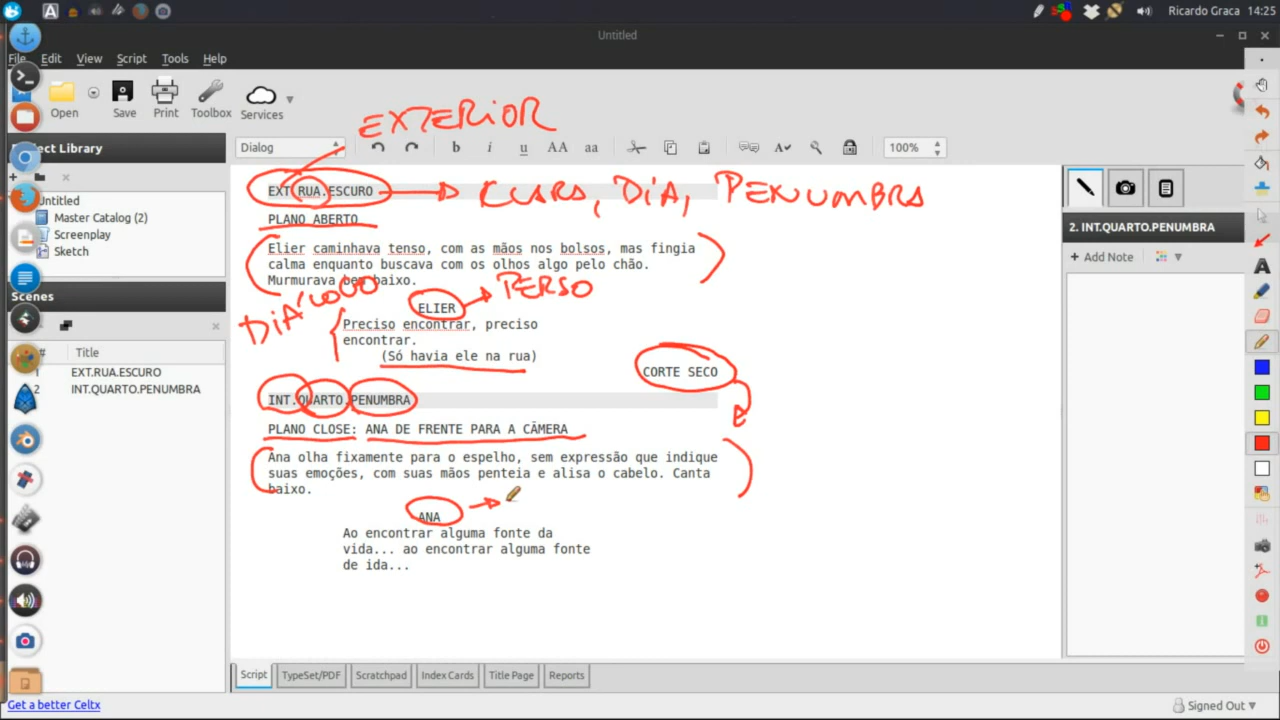 Ricardo Graca 14:25
Untitled
File Edit View Script Tools Help
Open Save Print Toolbox Services
EXTERIOR
Library
Dialog b i u AA aa 100%
EXT.RUA.ESCURO
DIA, PENUMBRA
PLANO ABERTO
Elier caminhava tenso, com as mãos nos bolsos, mas fingia
calma enquanto buscava com os olhos algo pelo chão.
Murmurava bem baixo.
PERSO
DIÁLOGO
ELIER
Preciso encontrar, preciso
encontrar.
(Só havia ele na rua)
CORTE SECO
INT.QUARTO.PENUMBRA
PLANO CLOSE: ANA DE FRENTE PARA A CÂMERA
Ana olha fixamente para o espelho, sem expressão que indique
suas emoções, com suas mãos penteia e alisa o cabelo. Canta
baixo.
ANA
Ao encontrar alguma fonte da
vida... ao encontrar alguma fonte
de ida...
Untitled
Master Catalog (2)
Screenplay
Sketch
Scenes
# Title
1 EXT.RUA.ESCURO
2 INT.QUARTO.PENUMBRA
2. INT.QUARTO.PENUMBRA
+ Add Note
Script TypeSet/PDF Scratchpad Index Cards Title Page Reports
Get a better Celtx
Signed Out